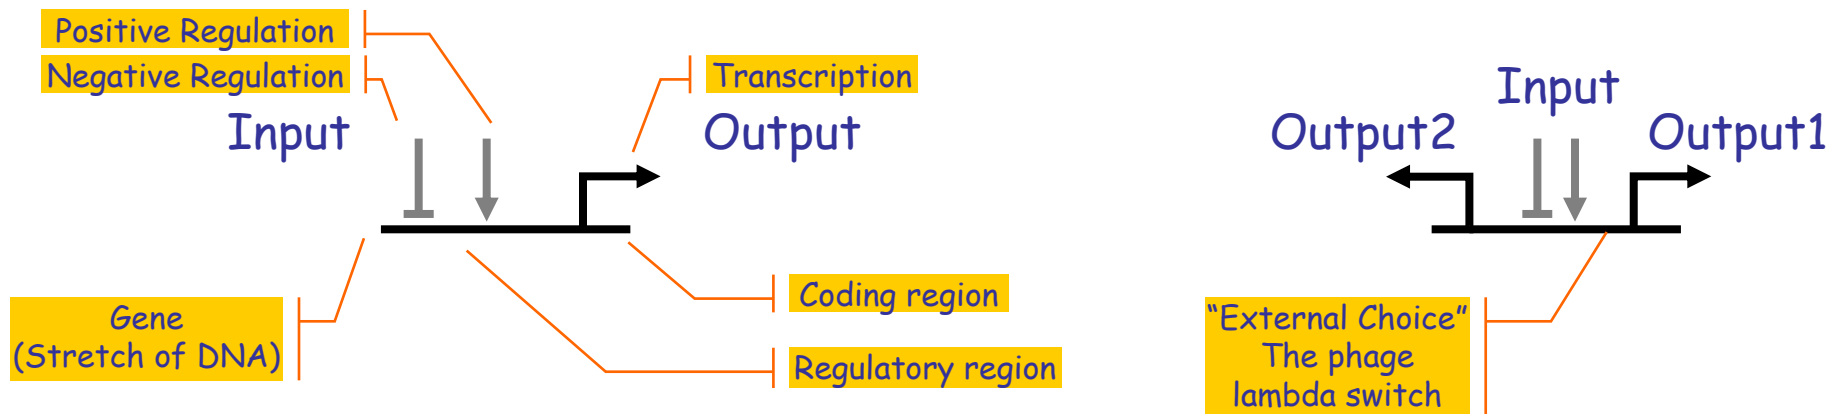 Positive Regulation
Negative Regulation
Transcription
Input
Output
Coding region
Gene
(Stretch of DNA)
Regulatory region
Input
Output2
Output1
“External Choice”
The phage
lambda switch